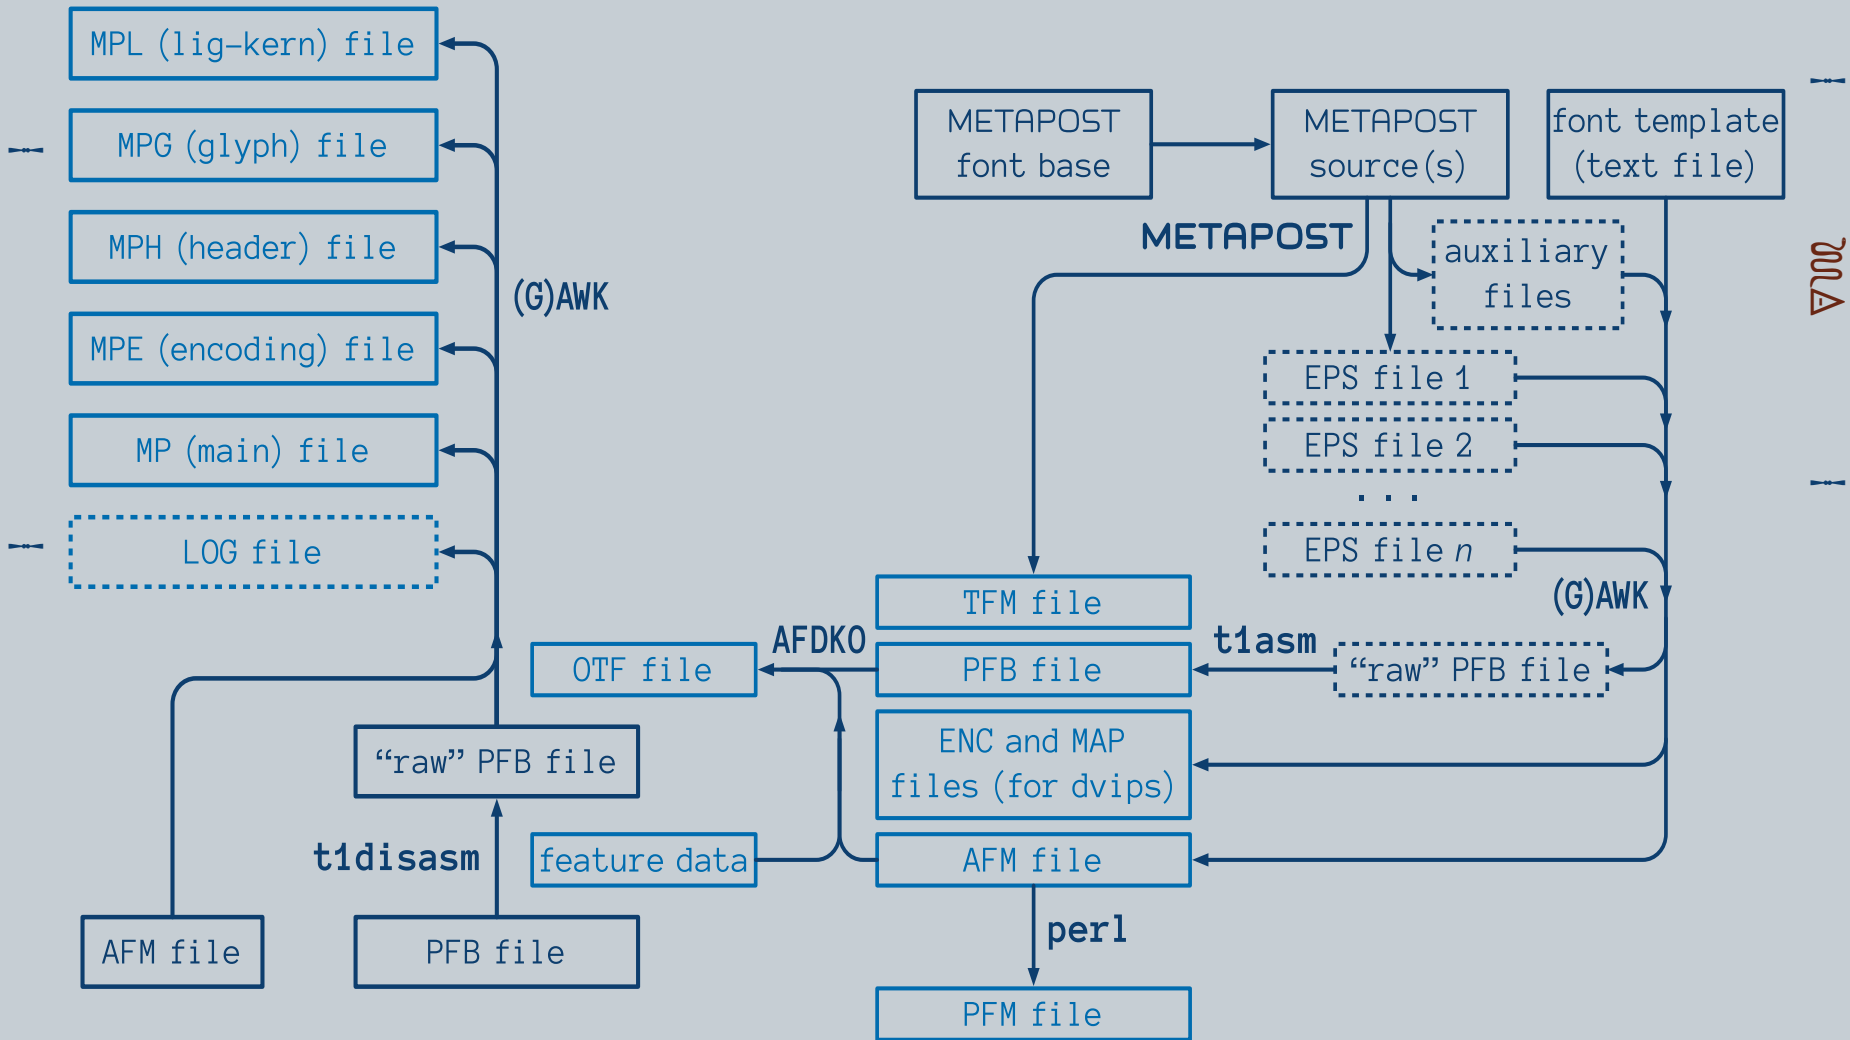 MPL (lig–kern) file
MPG (glyph) file
MPH (header) file
MPE (encoding) file
MP (main) file
LOG file
(G)AWK
"raw" PFB file
t1disasm
AFM file
PFB file
METAPOST
font base
METAPOST
source(s)
font template
(text file)
METAPOST
auxiliary
files
EPS file 1
EPS file 2
. . .
EPS file n
(G)AWK
TFM file
AFDKO
t1asm
OTF file
PFB file
“raw” PFB file
ENC and MAP
files (for dvips)
feature data
AFM file
perl
PFM file